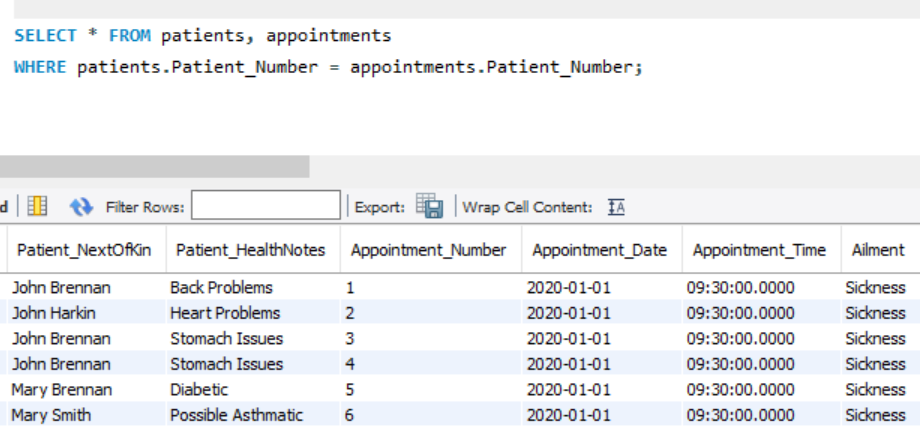 SELECT * FROM patients, appointments
WHERE patients.Patient_Number = appointments.Patient_Number;
d Filter Rows: Export: Wrap Cell Content: IA
Patient_NextOfKin Patient_HealthNotes Appointment_Number Appointment_Date Appointment_Time Ailment
John Brennan Back Problems 1 2020-01-01 09:30:00.0000 Sickness
John Harkin Heart Problems 2 2020-01-01 09:30:00.0000 Sickness
John Brennan Stomach Issues 3 2020-01-01 09:30:00.0000 Sickness
John Brennan Stomach Issues 4 2020-01-01 09:30:00.0000 Sickness
Mary Brennan Diabetic 5 2020-01-01 09:30:00.0000 Sickness
Mary Smith Possible Asthmatic 6 2020-01-01 09:30:00.0000 Sickness